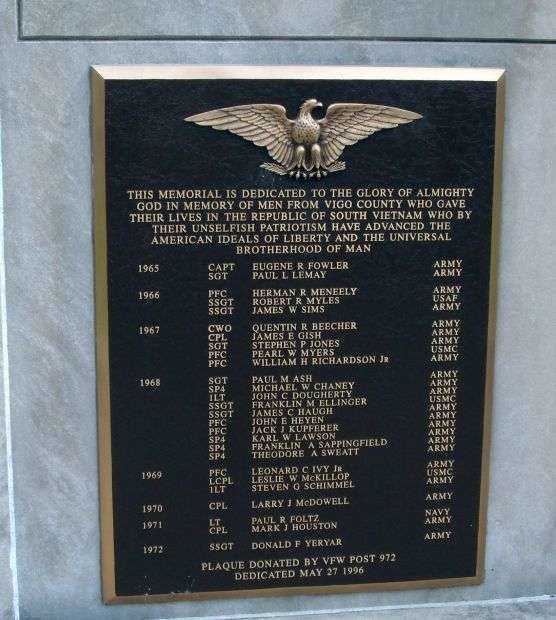 THIS MEMORIAL IS DEDICATED TO THE GLORY OF ALMIGHTY
GOD IN MEMORY OF MEN FROM VIGO COUNTY WHO GAVE
THEIR LIVES IN THE REPUBLIC OF SOUTH VIETNAM WHO BY
THEIR UNSELFISH PATRIOTISM HAVE ADVANCED THE
AMERICAN IDEALS OF LIBERTY AND THE UNIVERSAL
BROTHERHOOD OF MAN
1965 CAPT EUGENE R FOWLER ARMY
SGT PAUL L LEMAY ARMY
1966 PFC HERMAN R MENEELY ARMY
SSGT ROBERT R MYLES USAF
SSGT JAMES W SIMS ARMY
1967 CWO QUENTIN R BEECHER ARMY
CPL JAMES E GISH ARMY
SGT STEPHEN P JONES ARMY
PFC PEARL W MYERS USMC
PFC WILLIAM H RICHARDSON JR ARMY
1968 SGT PAUL M ASH ARMY
SP4 MICHAEL W CHANEY ARMY
1LT JOHN C DOUGHERTY ARMY
SSGT FRANKLIN M ELLINGER USMC
SSGT JAMES C HAUGH ARMY
PFC JOHN E HEYEN ARMY
PFC JACK J KUPFERER ARMY
SP4 KARL W LAWSON ARMY
SP4 FRANKLIN A SAPPINGFIELD ARMY
SP4 THEODORE A SWEATT ARMY
1969 PFC LEONARD C IVY JR ARMY
LCPL LESLIE W McKILLOP USMC
1LT STEVEN G SCHIMMEL ARMY
1970 CPL LARRY J McDOWELL ARMY
1971 LT PAUL R FOLTZ NAVY
CPL MARK J HOUSTON ARMY
1972 SSGT DONALD F YERYAR ARMY
PLAQUE DONATED BY VFW POST 972
DEDICATED MAY 27 1996